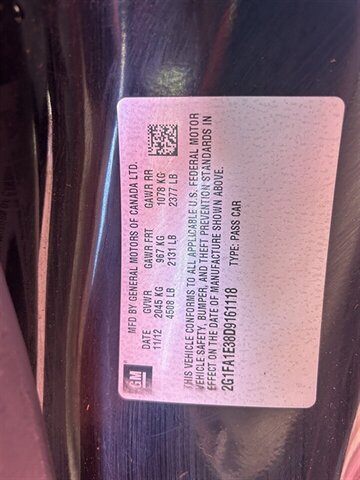 GM
MFD BY GENERAL MOTORS OF CANADA LTD.
DATE GVWR GAWR FRT GAWR RR
11/12 2045 KG 967 KG 1078 KG
4508 LB 2131 LB 2377 LB
THIS VEHICLE CONFORMS TO ALL APPLICABLE U.S. FEDERAL MOTOR
VEHICLE SAFETY, BUMPER, AND THEFT PREVENTION STANDARDS IN
EFFECT ON THE DATE OF MANUFACTURE SHOWN ABOVE.
2G1FA1E38D9161118 TYPE: PASS CAR